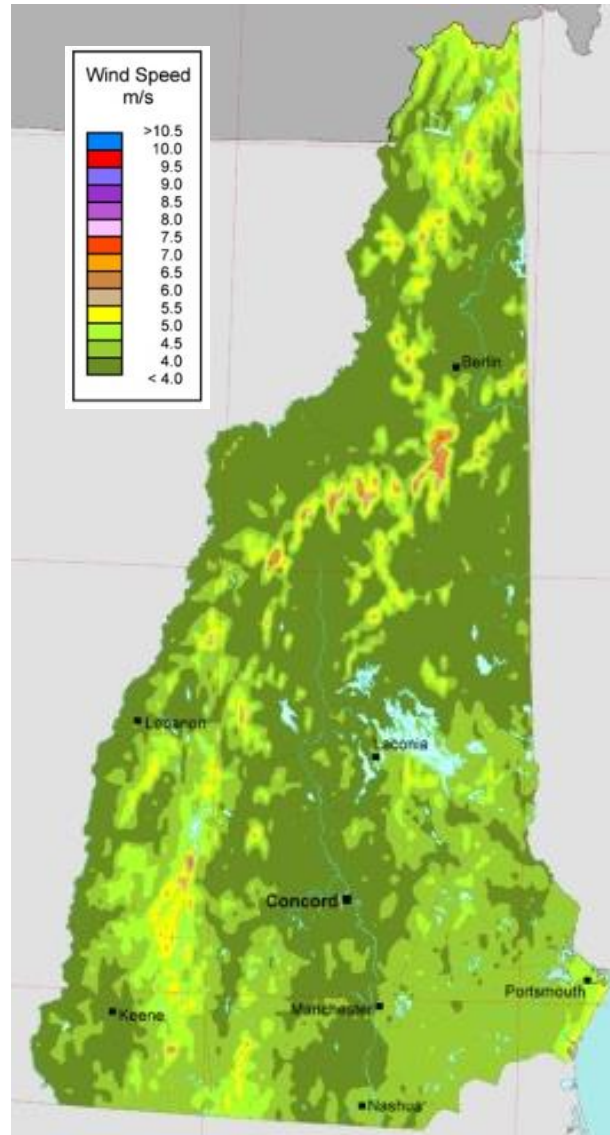 Wind Speed
m/s
>10.5
10.0
9.5
9.0
8.5
8.0
7.5
7.0
6.5
6.0
5.5
5.0
4.5
4.0
< 4.0
Berlin
Lebanon
Laconia
Concord
Portsmouth
Manchester
Keene
Nashua